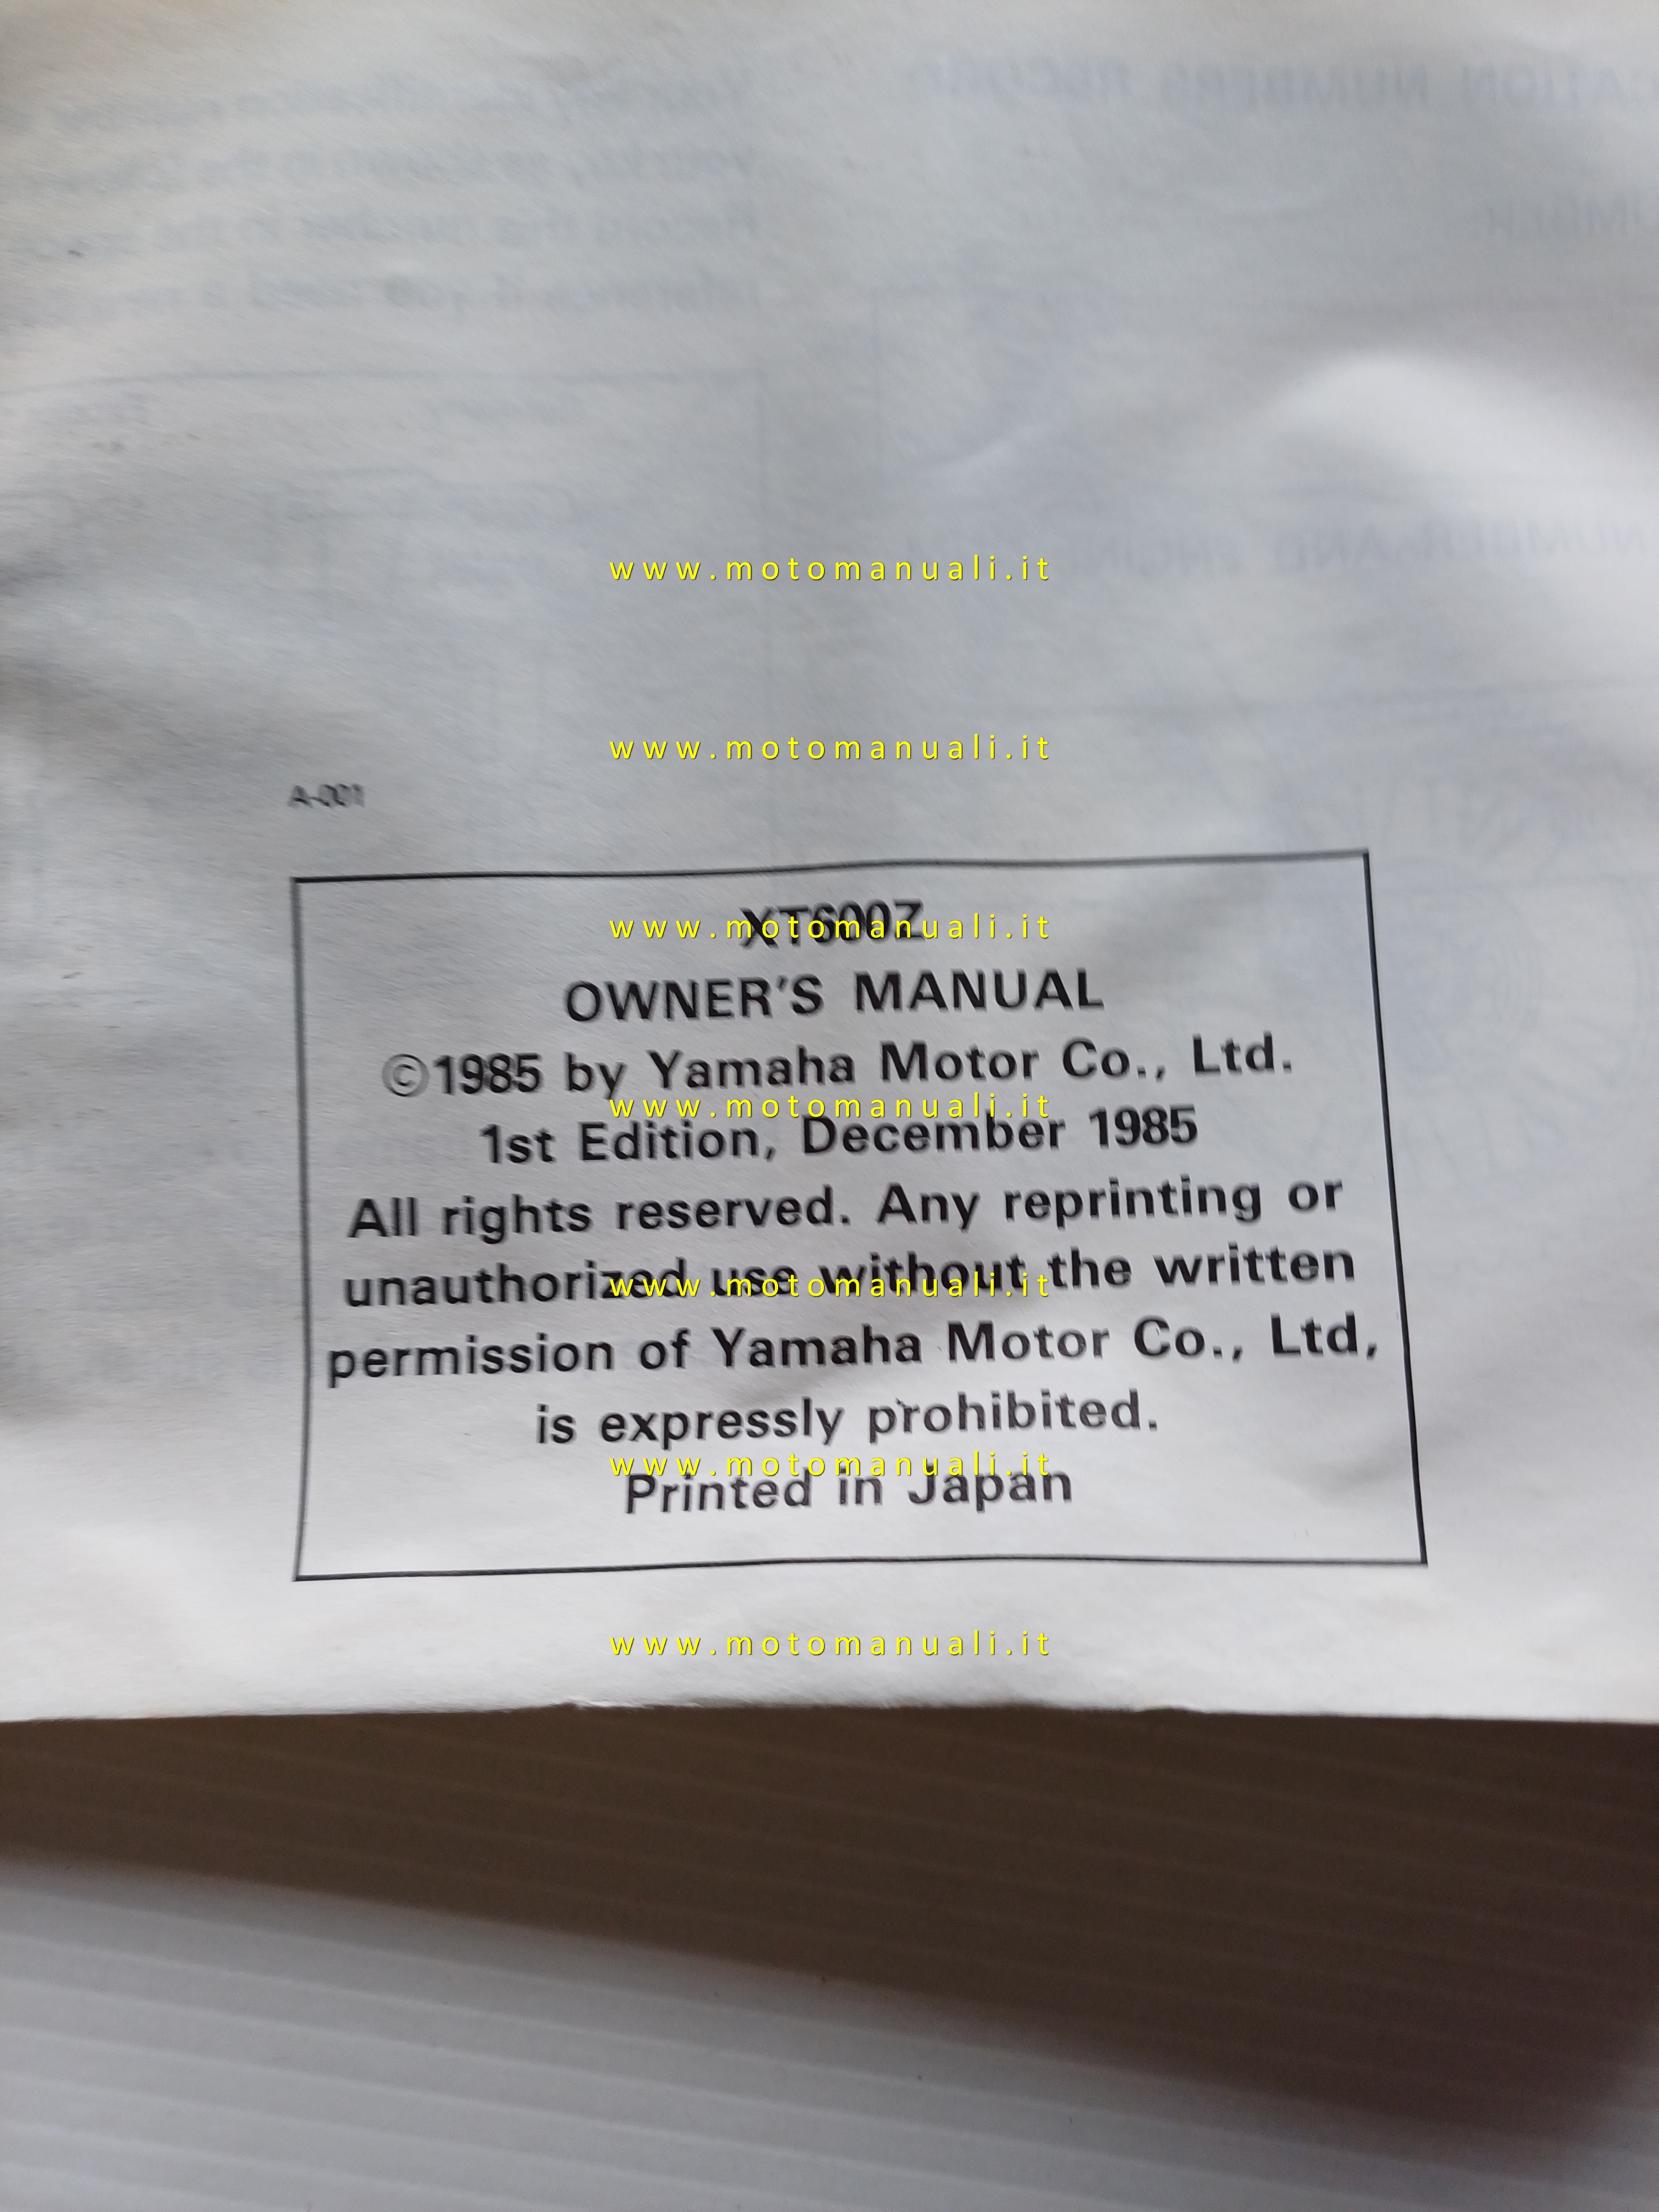 www.motomanuali.it
www.motomanuali.it
A-001
XT600Z
www.motomanuali.it
OWNER'S MANUAL
©1985 by Yamaha Motor Co., Ltd.
www.motomanuali.it
1st Edition, December 1985
All rights reserved. Any reprinting or
unauthorized use without the written
www.motomanuali.it
permission of Yamaha Motor Co., Ltd,
is expressly prohibited.
www.motomanuali.it
Printed in Japan
www.motomanuali.it